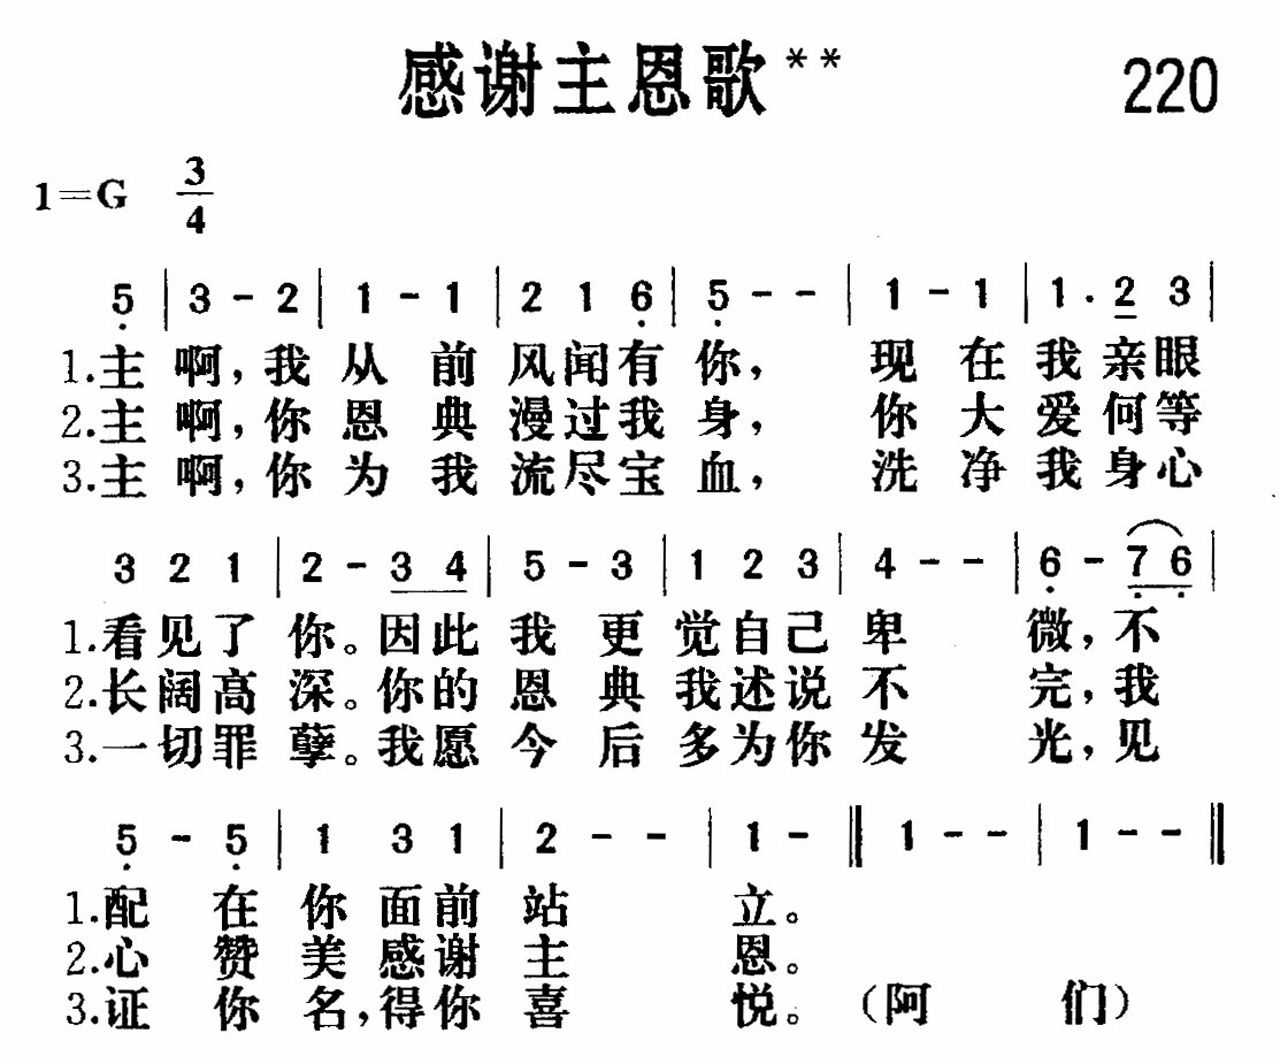 感谢主恩歌**
220
1=G 3/4
5̣ | 3 - 2 | 1 - 1 | 2 1 6̣ | 5̣ - - | 1 - 1 | 1 . 2̲ 3 |
1.主 啊,我 从 前 风闻有 你, 现 在 我 亲眼
2.主 啊,你 恩 典 漫过我 身, 你 大 爱 何等
3.主 啊,你 为 我 流尽宝 血, 洗 净 我 身心
3 2 1 | 2 - 3̲ 4̲ | 5 - 3 | 1 2 3 | 4 - - | 6̣ - 7̣̲ 6̣̲ |
1.看见了 你。因此 我 更 觉自己 卑 微,不
2.长阔高 深。你的 恩 典 我述说 不 完,我
3.一切罪 孽。我愿 今 后 多为你 发 光,见
5̣ - 5̣ | 1 3 1 | 2 - - | 1 - ‖ 1 - - | 1 - - ‖
1.配 在 你 面前 站 立。
2.心 赞 美 感谢 主 恩。
3.证 你 名,得你 喜 悦。(阿 们)